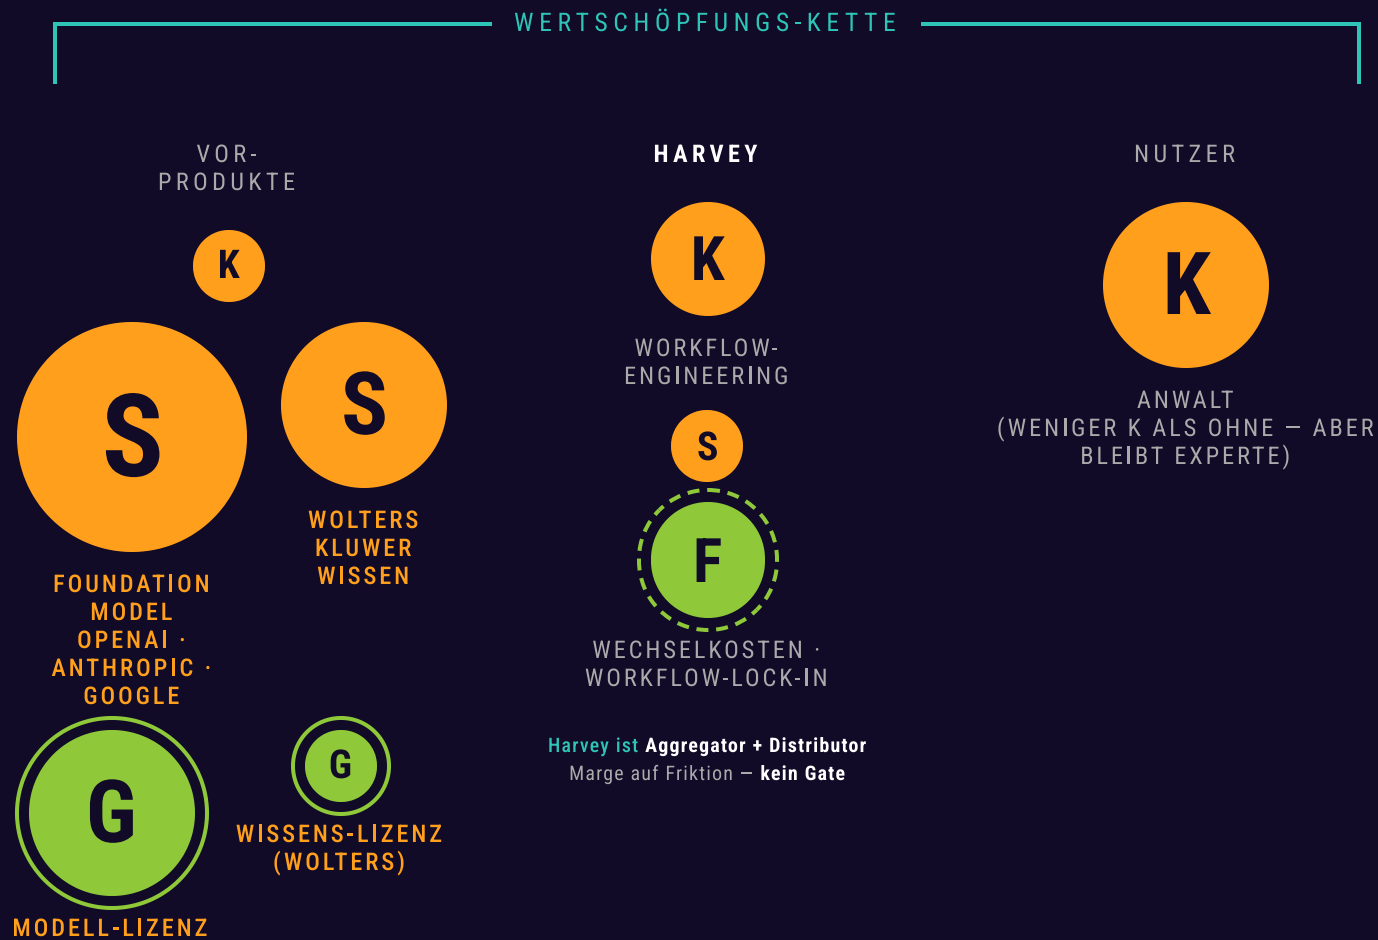 WERTSCHÖPFUNGS-KETTE
VOR-
PRODUKTE
K
S
S
WOLTERS
KLUWER
WISSEN
FOUNDATION
MODEL
OPENAI ·
ANTHROPIC ·
GOOGLE
G
MODELL-LIZENZ
G
WISSENS-LIZENZ
(WOLTERS)
HARVEY
K
WORKFLOW-
ENGINEERING
S
F
WECHSELKOSTEN ·
WORKFLOW-LOCK-IN
Harvey ist Aggregator + Distributor
Marge auf Friktion — kein Gate
NUTZER
K
ANWALT
(WENIGER K ALS OHNE — ABER
BLEIBT EXPERTE)